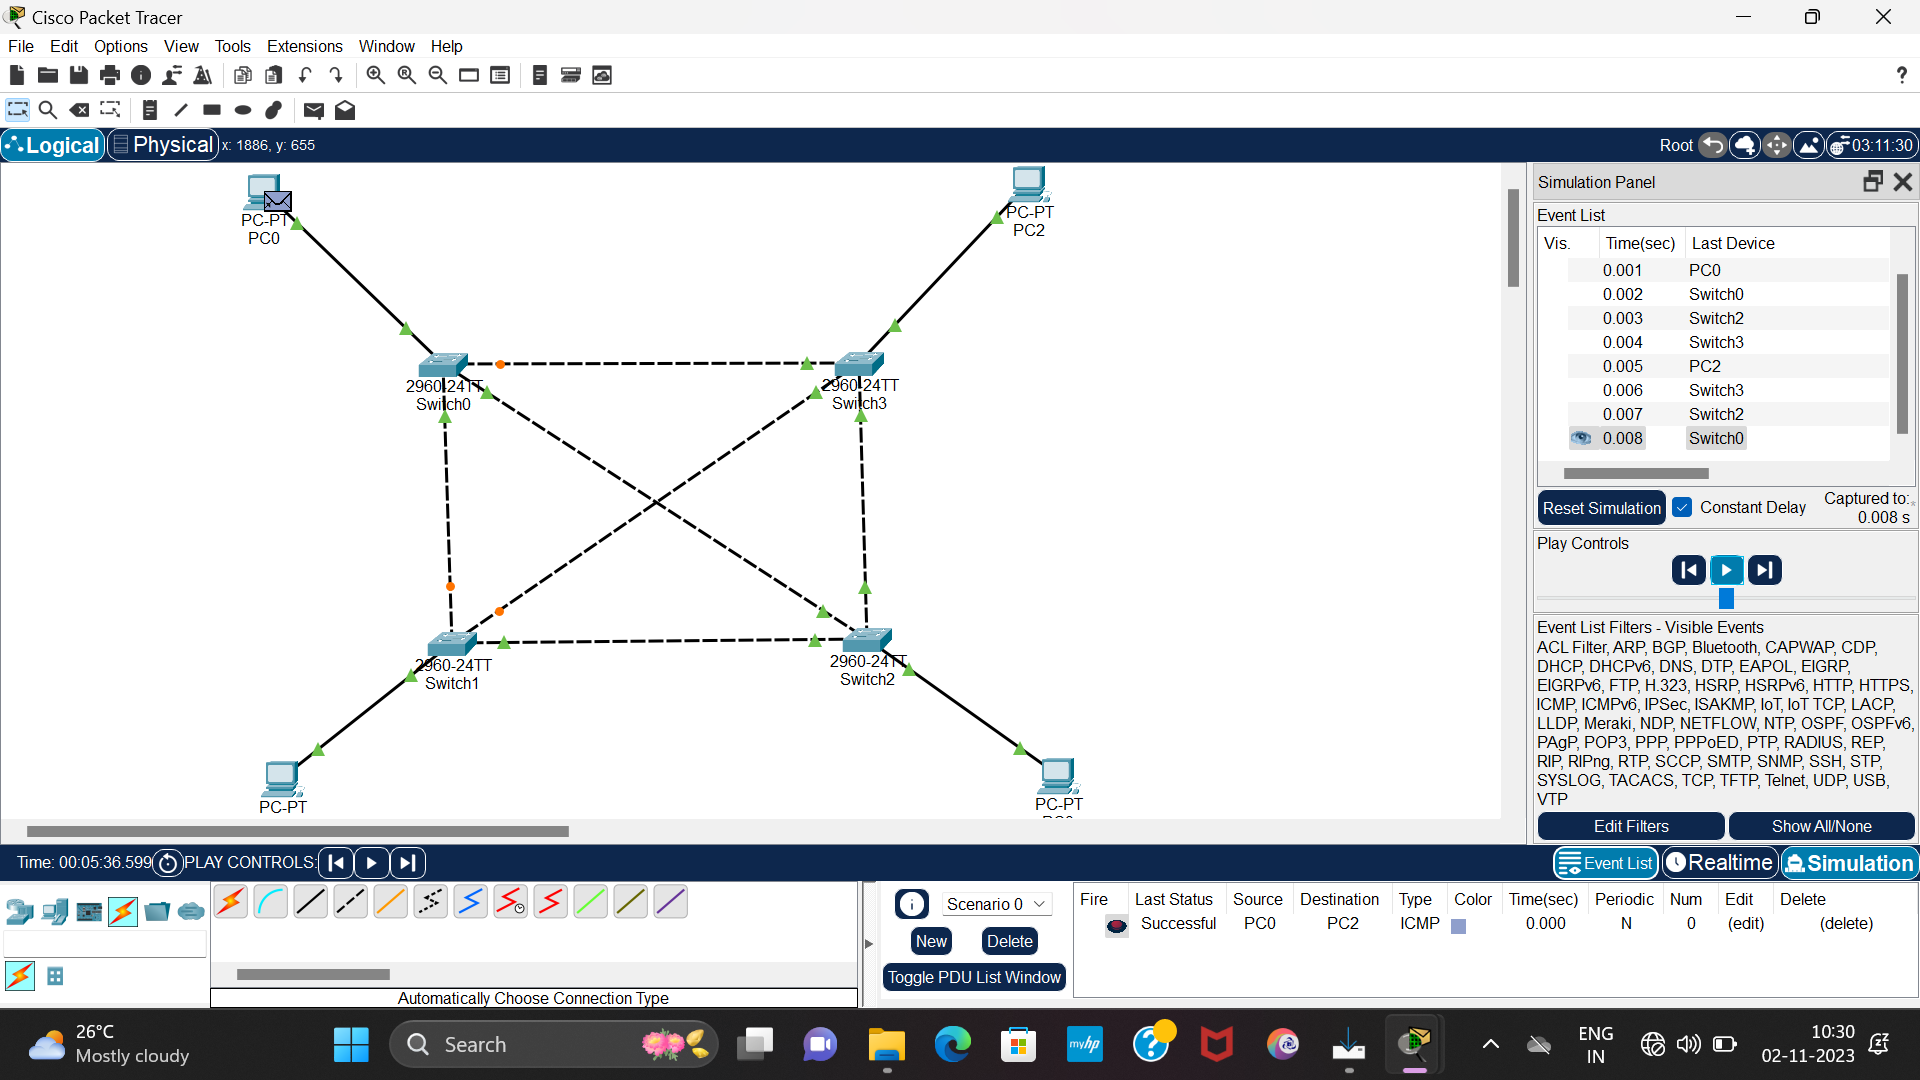 Cisco Packet Tracer
File Edit Options View Tools Extensions Window Help
Logical Physical x: 1886, y: 655 Root 03:11:30
PC-PT
PC0
PC-PT
PC2
2960-24TT
Switch0
2960-24TT
Switch3
2960-24TT
Switch1
2960-24TT
Switch2
PC-PT
PC-PT
Simulation Panel
Event List
Vis. Time(sec) Last Device
0.001 PC0
0.002 Switch0
0.003 Switch2
0.004 Switch3
0.005 PC2
0.006 Switch3
0.007 Switch2
0.008 Switch0
Reset Simulation Constant Delay Captured to:
0.008 s
Play Controls
Event List Filters - Visible Events
ACL Filter, ARP, BGP, Bluetooth, CAPWAP, CDP,
DHCP, DHCPv6, DNS, DTP, EAPOL, EIGRP,
EIGRPv6, FTP, H.323, HSRP, HSRPv6, HTTP, HTTPS,
ICMP, ICMPv6, IPSec, ISAKMP, IoT, IoT TCP, LACP,
LLDP, Meraki, NDP, NETFLOW, NTP, OSPF, OSPFv6,
PAgP, POP3, PPP, PPPoED, PTP, RADIUS, REP,
RIP, RIPng, RTP, SCCP, SMTP, SNMP, SSH, STP,
SYSLOG, TACACS, TCP, TFTP, Telnet, UDP, USB,
VTP
Edit Filters Show All/None
Time: 00:05:36.599 PLAY CONTROLS: Event List Realtime Simulation
Automatically Choose Connection Type
Scenario 0
New Delete
Toggle PDU List Window
Fire Last Status Source Destination Type Color Time(sec) Periodic Num Edit Delete
Successful PC0 PC2 ICMP 0.000 N 0 (edit) (delete)
26°C
Mostly cloudy
Search
myhp
ENG
IN
10:30
02-11-2023